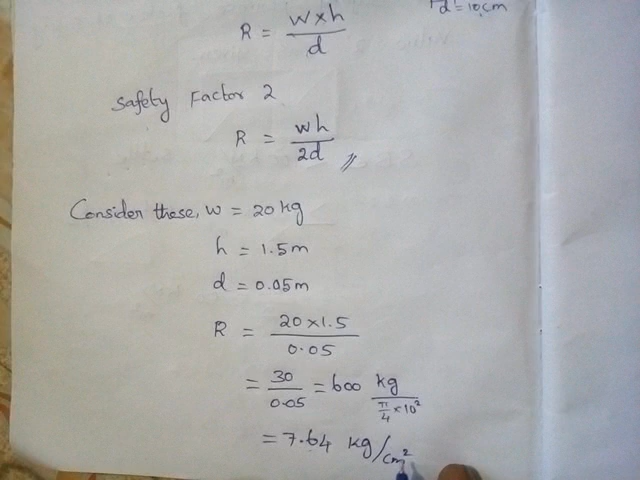 d = 10cm
R = w×h / d
Safety Factor 2
R = wh / 2d //
Consider these, w = 20 kg
h = 1.5m
d = 0.05m
R = 20×1.5 / 0.05
= 30 / 0.05 = 600 kg / π/4 ×10²
= 7.64 kg/cm²